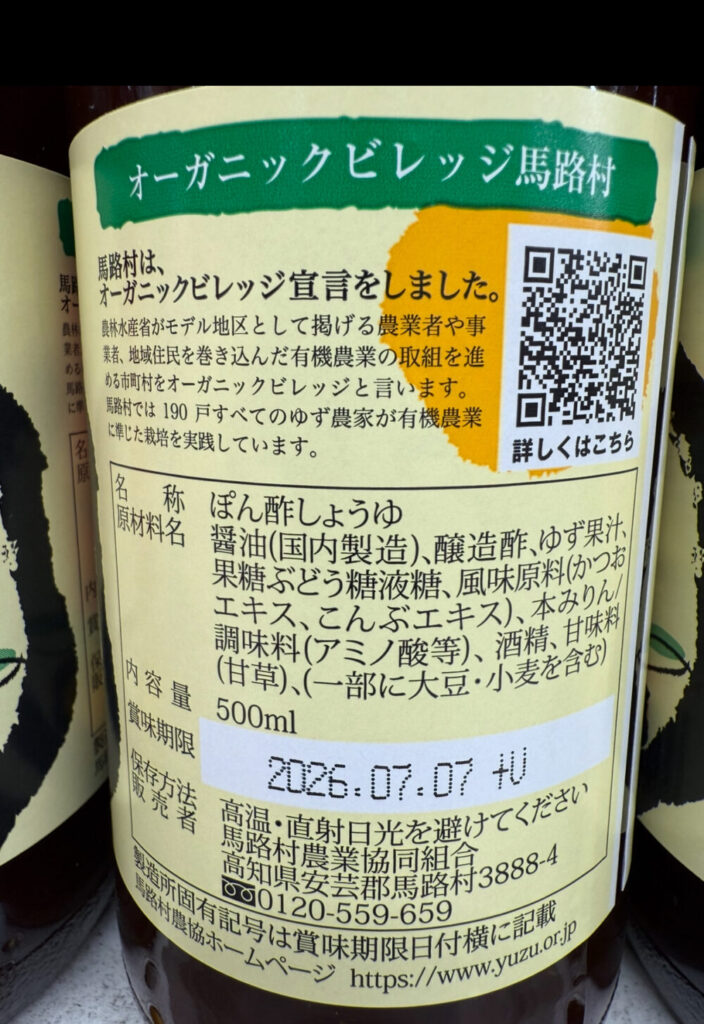 オーガニックビレッジ馬路村
馬路村は、
オーガニックビレッジ宣言をしました。
農林水産省がモデル地区として掲げる農業者や事
業者、地域住民を巻き込んだ有機農業の取組を進
める市町村をオーガニックビレッジと言います。
馬路村では190戸すべてのゆず農家が有機農業
に準じた栽培を実践しています。
詳しくはこちら
名称 ぽん酢しょうゆ
原材料名 醤油(国内製造)、醸造酢、ゆず果汁、
果糖ぶどう糖液糖、風味原料(かつお
エキス、こんぶエキス)、本みりん/
調味料(アミノ酸等)、酒精、甘味料
(甘草)、(一部に大豆・小麦を含む)
内容量 500ml
賞味期限 2026.07.07 +U
保存方法 高温・直射日光を避けてください
販売者 馬路村農業協同組合
高知県安芸郡馬路村3888-4
0120-559-659
製造所固有記号は賞味期限日付横に記載
馬路村農協ホームページ https://www.yuzu.or.jp